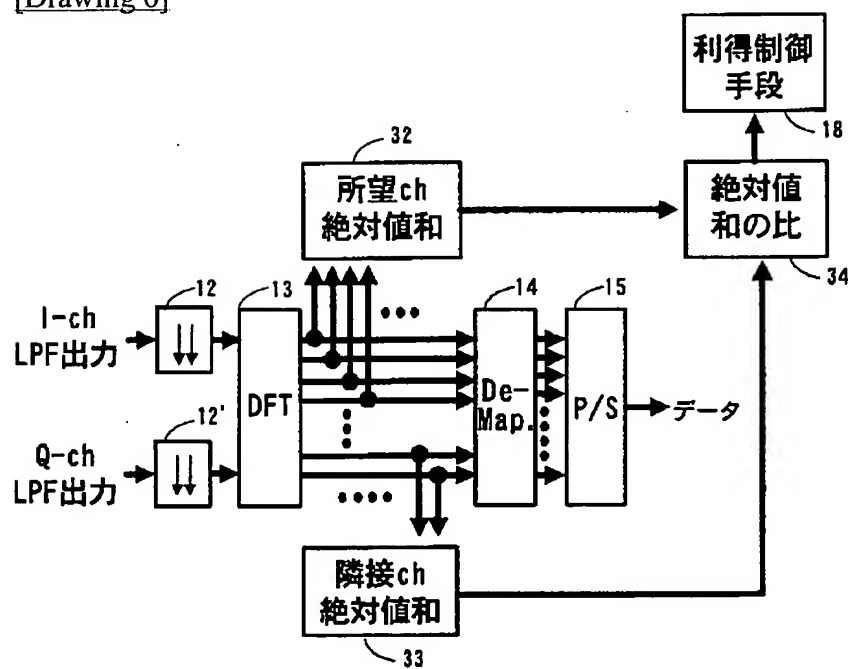 [Drawing 6]
利得制御
手段
18
32
所望ch
絶対値和
絶対値
和の比
34
12
13
14
15
I-ch
LPF出力
DFT
De-
Map.
P/S
データ
12'
Q-ch
LPF出力
隣接ch
絶対値和
33